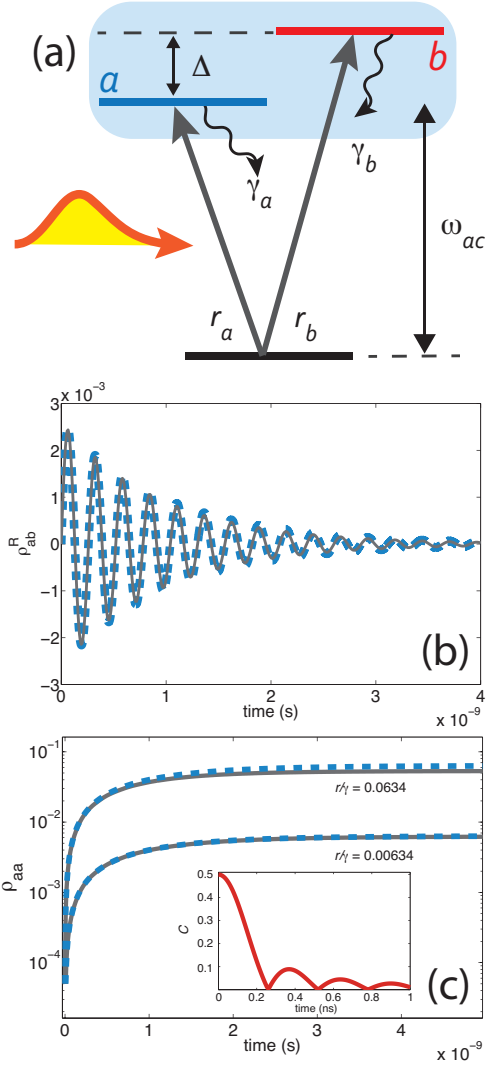 (a)
Δ
b
a
γa
γb
ωac
ra
rb
x 10⁻³
3
2
1
0
-1
-2
-3
ρᴿab
(b)
0
1
2
3
4
time (s)
x 10⁻⁹
10⁻¹
10⁻²
10⁻³
10⁻⁴
ρaa
r/γ = 0.0634
r/γ = 0.00634
0.5
0.4
0.3
0.2
0.1
C
0
0.2
0.4
0.6
0.8
1
time (ns)
(c)
0
1
2
3
4
time (s)
x 10⁻⁹